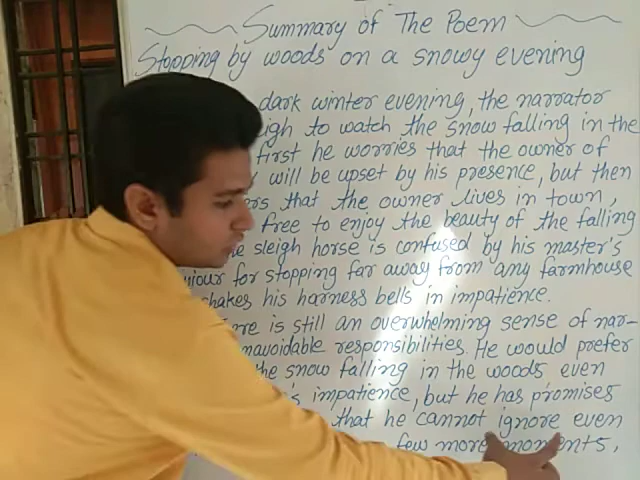 Summary of The Poem
Stopping by woods on a snowy evening
dark winter evening, the narrator
igh to watch the snow falling in the
first he worries that the owner of
will be upset by his presence, but then
rs that the owner lives in town,
free to enjoy the beauty of the falling
e sleigh horse is confused by his master's
iour for stopping far away from any farmhouse
shakes his harness bells in impatience.
re is still an overwhelming sense of nar-
navoidable responsibilities. He would prefer
the snow falling in the woods even
's impatience, but he has promises
that he cannot ignore even
few more moments,